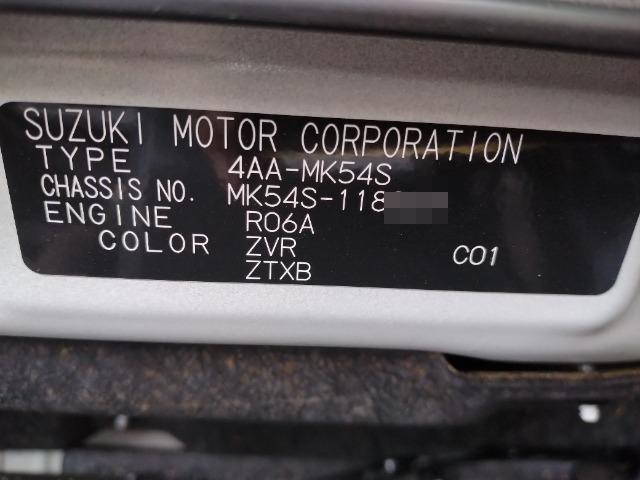 SUZUKI MOTOR CORPORATION
TYPE 4AA-MK54S
CHASSIS NO. MK54S-118
ENGINE R06A
COLOR ZVR C01
ZTXB